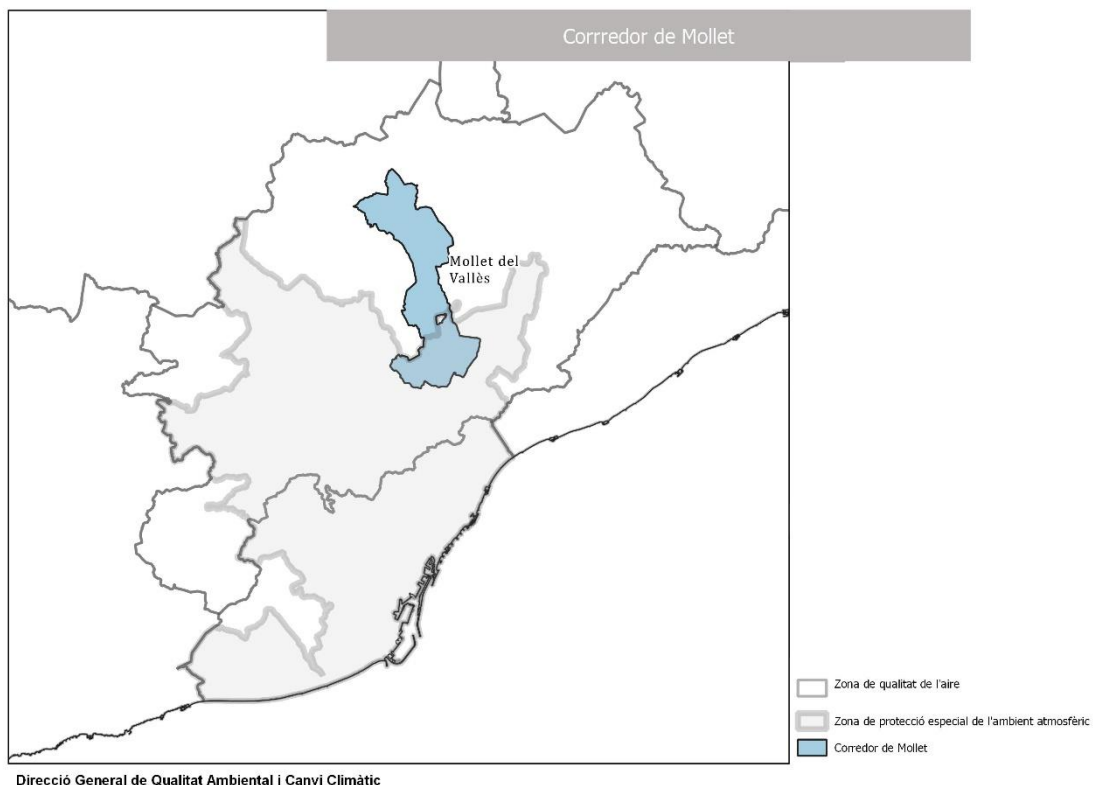 Corrredor de Mollet
Mollet del
Vallès
Zona de qualitat de l'aire
Zona de protecció especial de l'ambient atmosfèric
Corredor de Mollet
Direcció General de Qualitat Ambiental i Canvi Climàtic